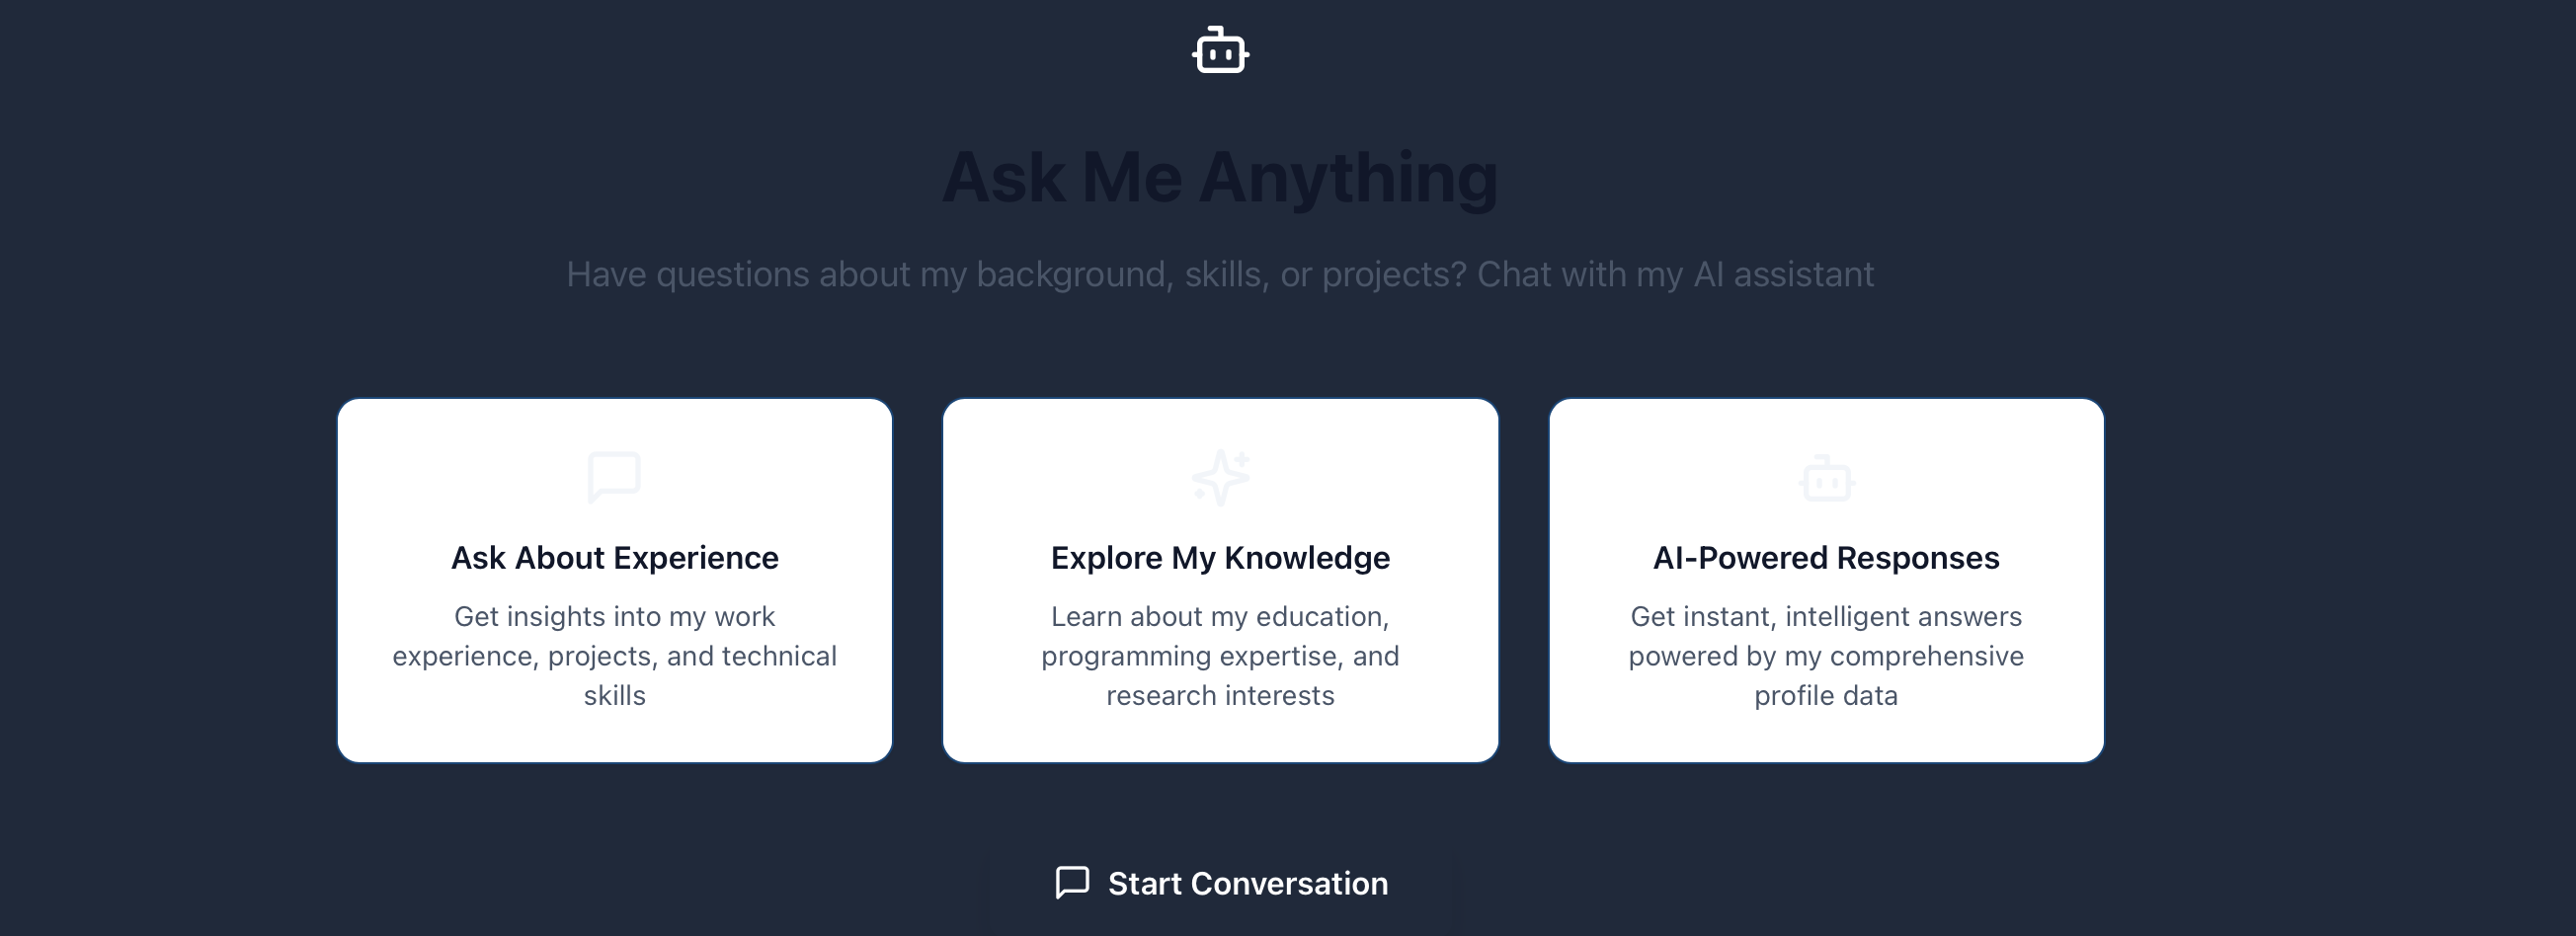 Ask Me Anything
Have questions about my background, skills, or projects? Chat with my AI assistant
Ask About Experience
Get insights into my work
experience, projects, and technical
skills
Explore My Knowledge
Learn about my education,
programming expertise, and
research interests
AI-Powered Responses
Get instant, intelligent answers
powered by my comprehensive
profile data
Start Conversation